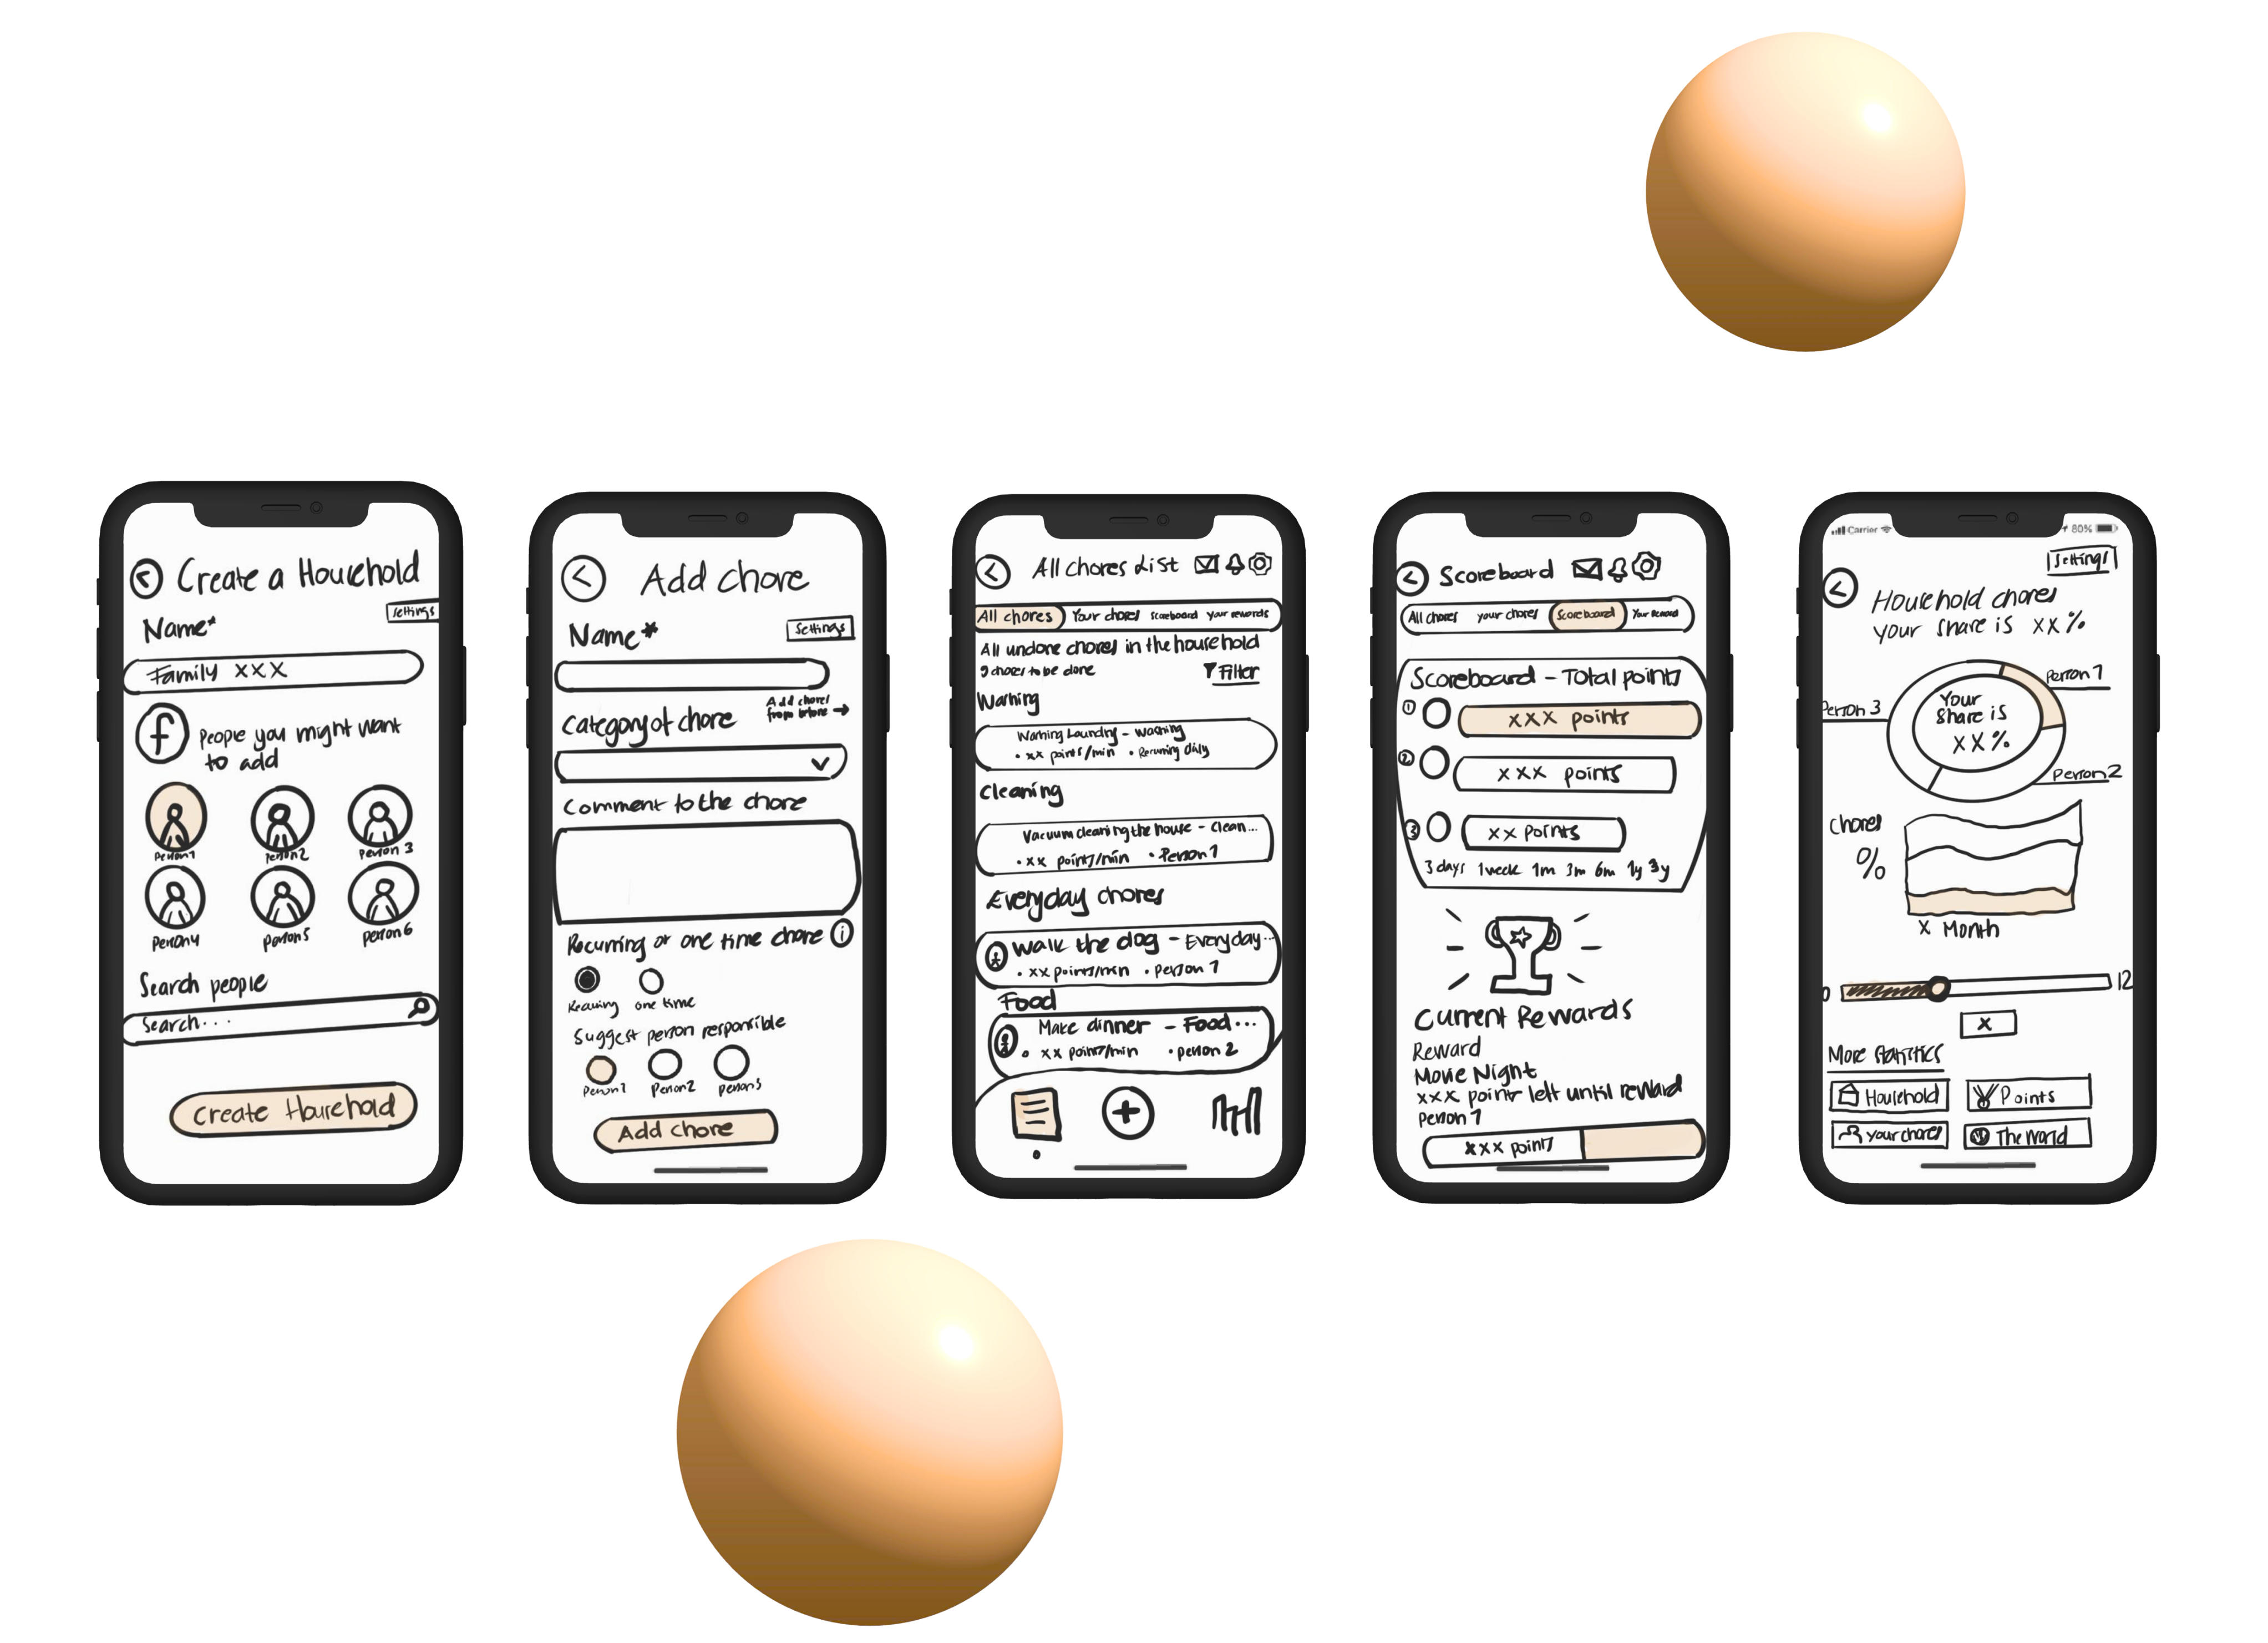 Create a Household
Settings
Name*
Family XXX
f
People you might want
to add
Person1
Person2
Person 3
Person4
Person5
Person6
Search people
Search...
Create Household
Add chore
Name*
Settings
Add chores
from before →
Category of chore
Comment to the chore
Recurring or one time chore i
Recurring
one time
Suggest person responsible
Person1
Person2
Person3
Add chore
All chores List
All chores
Your chores
Scoreboard
your rewards
All undone chores in the household
9 chores to be done
Filter
Washing
Washing Laundry - Washing
• xx points/min • Recurring daily
Cleaning
Vacuum cleaning the house - Clean...
• xx points/min • Person 1
Everyday chores
Walk the dog - Everyday...
• xx points/min • person 1
Food
Make dinner - Food...
• xx points/min • person 2
Scoreboard
All chores
your chores
Scoreboard
Your Reward
Scoreboard - Total points
1
XXX points
2
XXX points
3
XX points
3 days 1week 1m 3m 6m 1y 3y
Current Rewards
Reward
Movie Night
xxx points left until reward
Person 1
xxx points
Carrier
80%
Settings
Household chores
your share is XX%
Person 1
Person 3
Your
Share is
XX%
Person 2
Chores
%
X Month
0
12
X
More statistics
Household
Points
your chores
The World